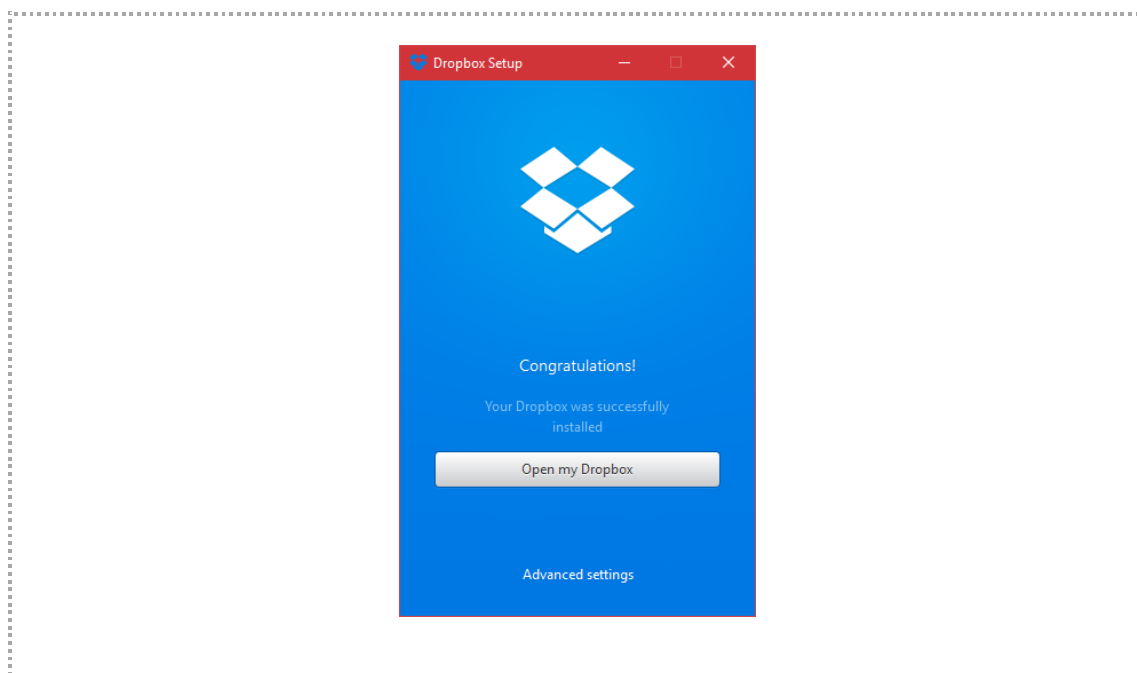 Dropbox Setup
Congratulations!
Your Dropbox was successfully
installed
Open my Dropbox
Advanced settings